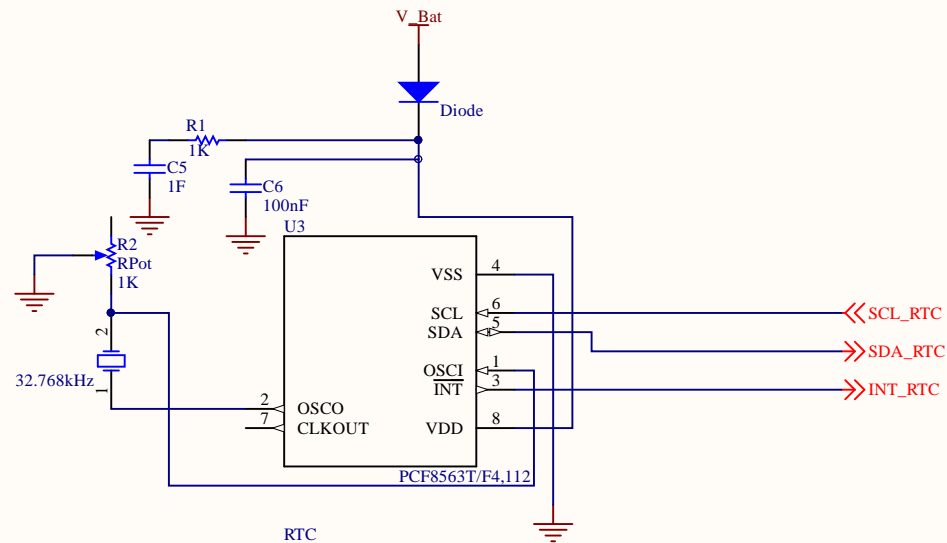 V_Bat
Diode
R1
1K
C5
1F
C6
100nF
U3
R2
RPot
1K
VSS
4
SCL
6
SCL_RTC
SDA
5
SDA_RTC
OSCI
1
INT
3
INT_RTC
2
32.768kHz
1
2
OSCO
7
CLKOUT
VDD
8
PCF8563T/F4,112
RTC